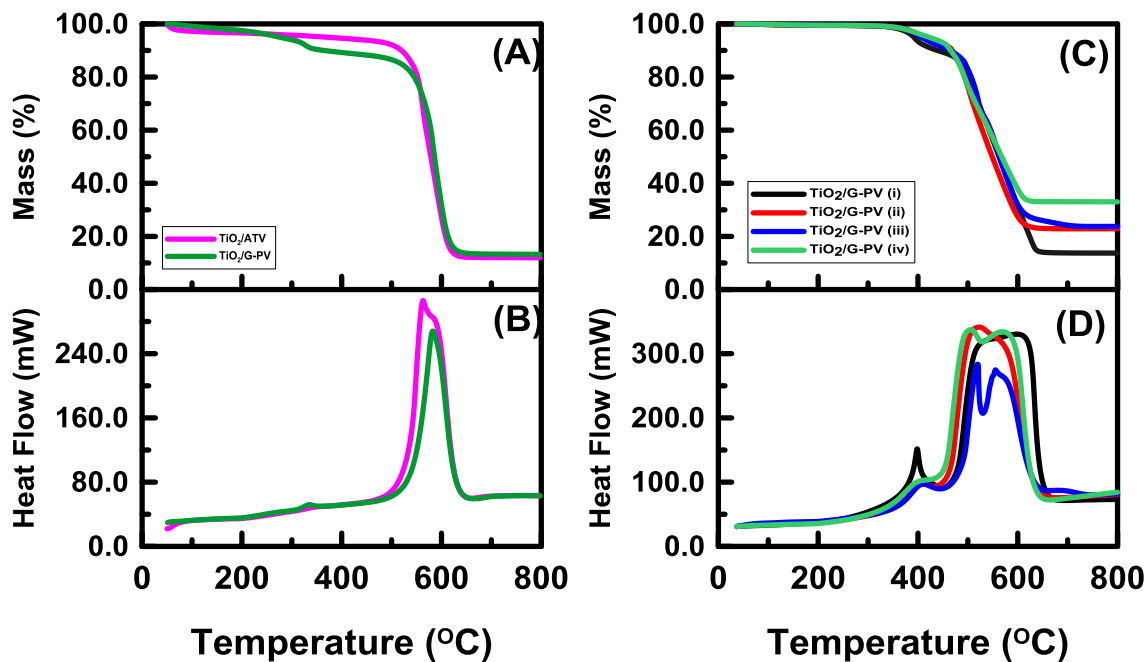 100.0
80.0
60.0
40.0
20.0
0.0
Mass (%)
(A)
TiO2/ATV
TiO2/G-PV
240.0
160.0
80.0
0.0
Heat Flow (mW)
(B)
0 200 400 600 800
Temperature (OC)
100.0
80.0
60.0
40.0
20.0
0.0
Mass (%)
(C)
TiO2/G-PV (i)
TiO2/G-PV (ii)
TiO2/G-PV (iii)
TiO2/G-PV (iv)
300.0
200.0
100.0
0.0
Heat Flow (mW)
(D)
0 200 400 600 800
Temperature (OC)